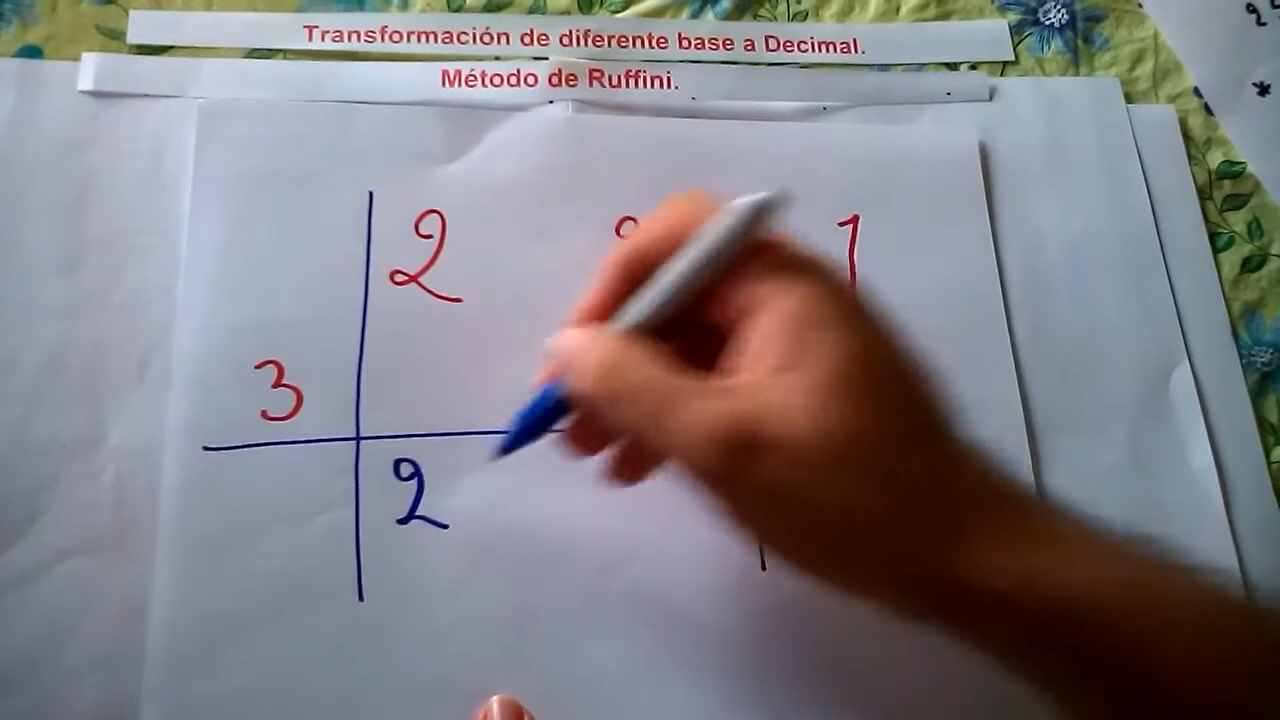 Transformación de diferente base a Decimal.
Método de Ruffini.
2 1
3
2